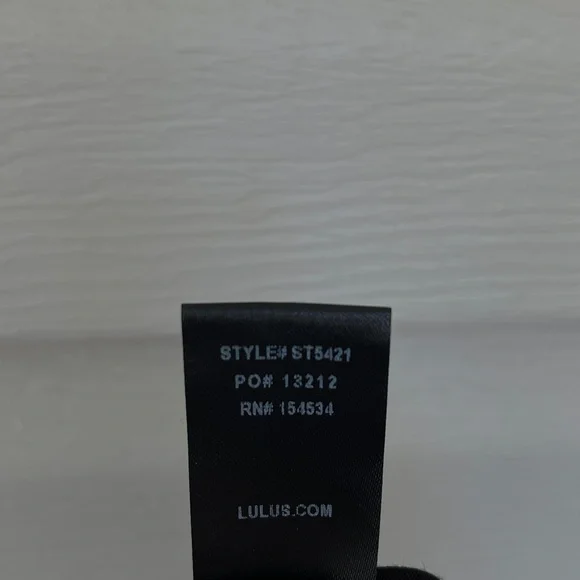 STYLE# ST5421
PO# 13212
RN# 154534
LULUS.COM